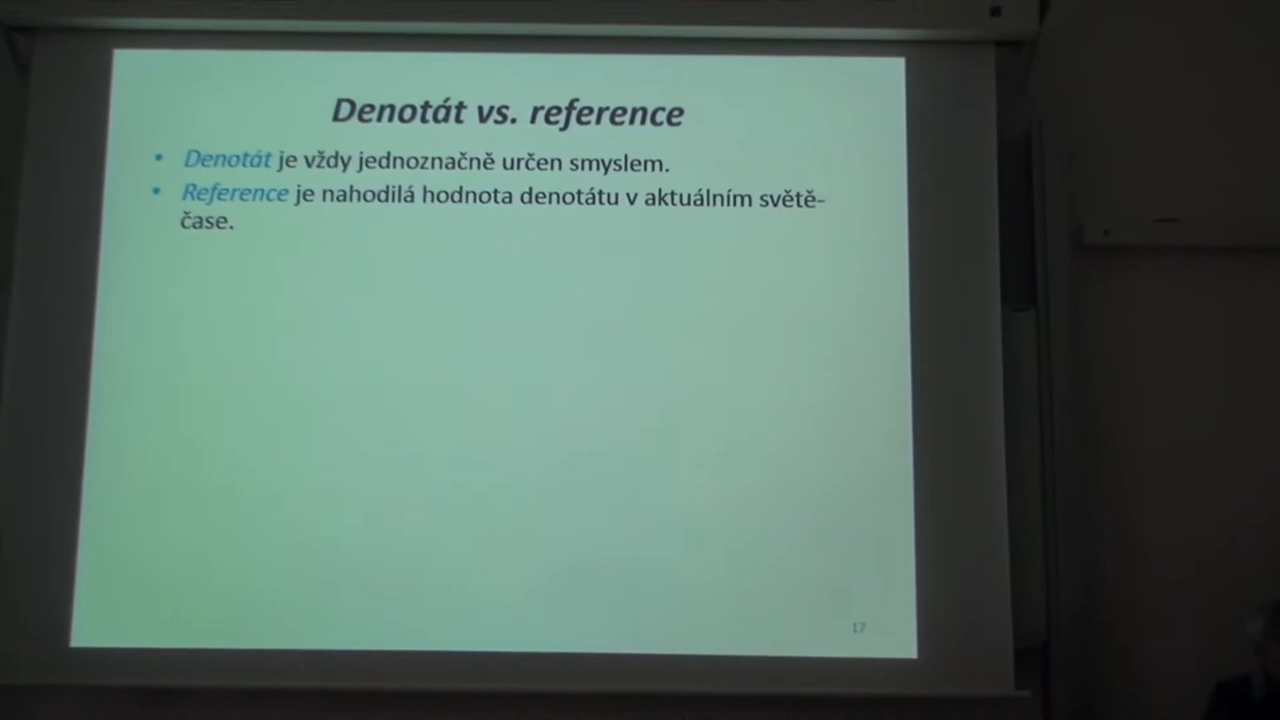 Denotát vs. reference
• Denotát je vždy jednoznačně určen smyslem.
• Reference je nahodilá hodnota denotátu v aktuálním světě-
čase.
17